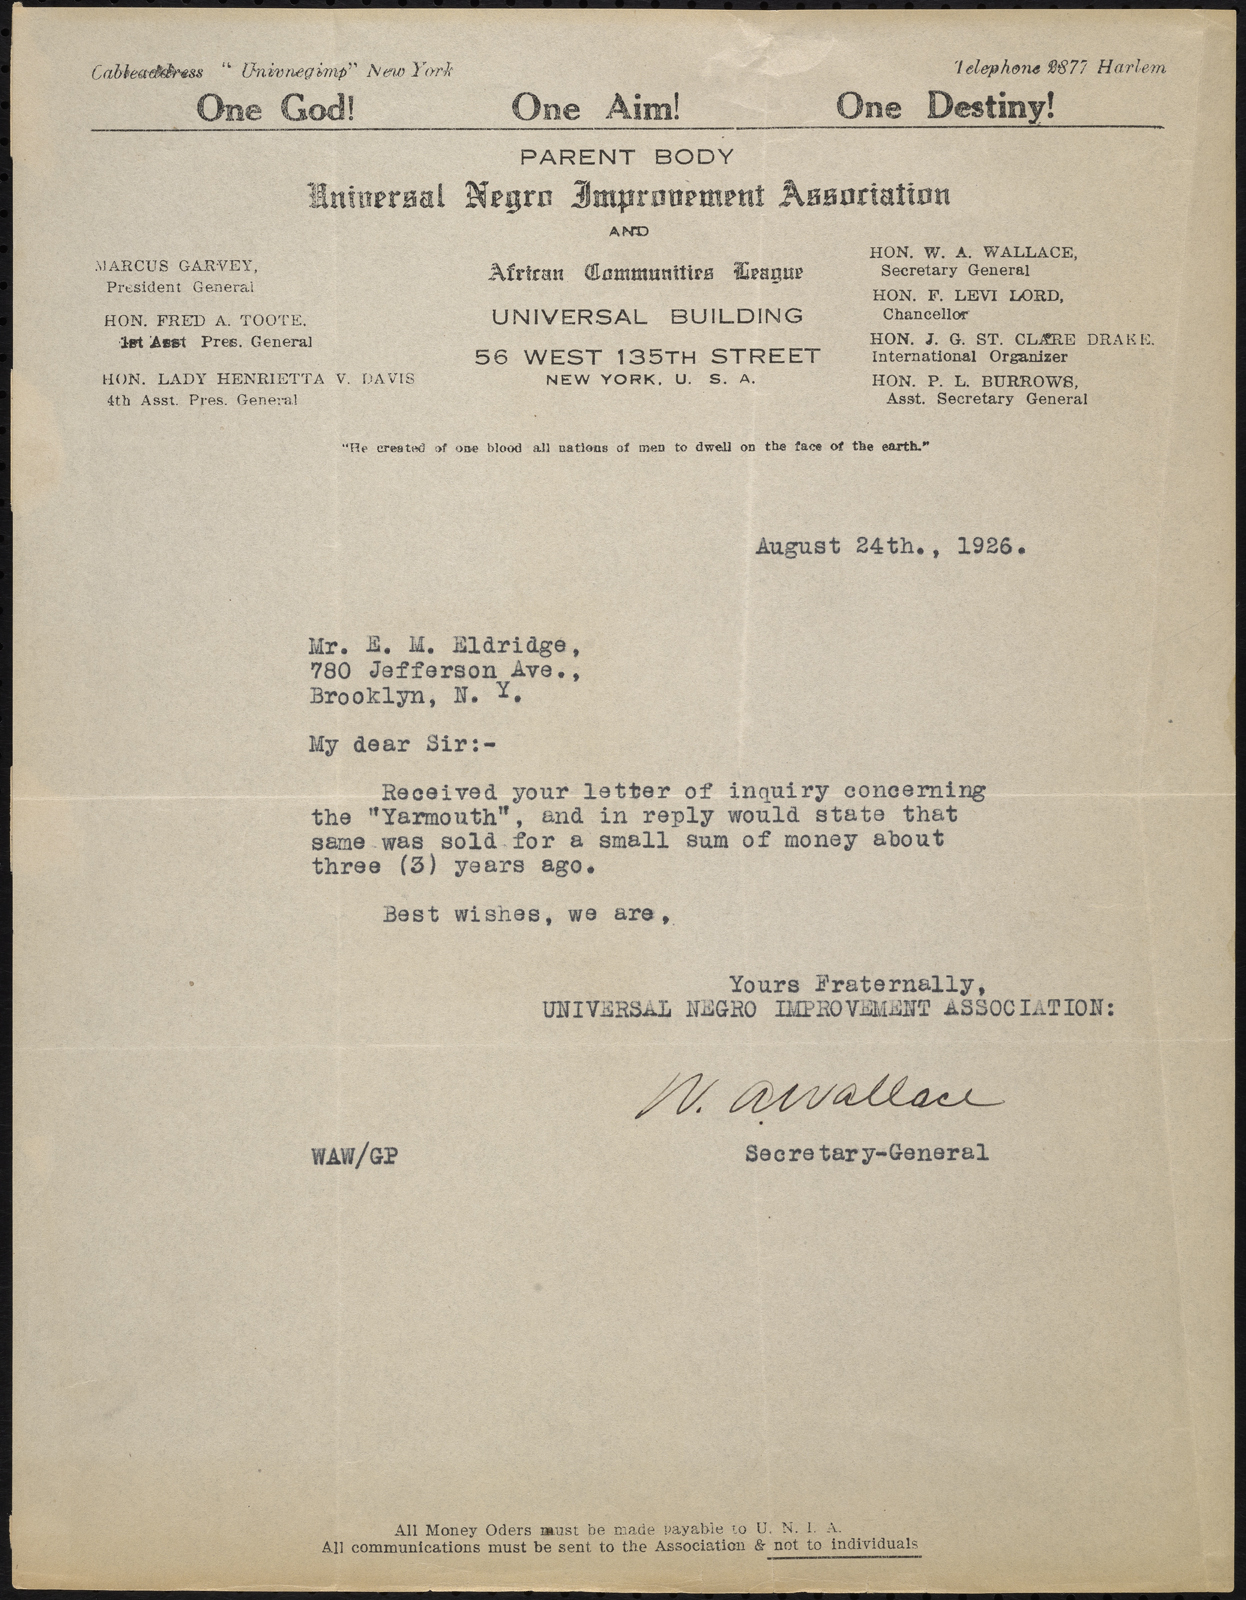 Cableaddress "Univnegimp" New York
Telephone 2877 Harlem
One God! One Aim! One Destiny!
PARENT BODY
Universal Negro Improvement Association
AND
African Communities League
UNIVERSAL BUILDING
56 WEST 135TH STREET
NEW YORK, U. S. A.
MARCUS GARVEY,
President General
HON. FRED A. TOOTE.
1st Asst Pres. General
HON. LADY HENRIETTA V. DAVIS
4th Asst. Pres. General
HON. W. A. WALLACE,
Secretary General
HON. F. LEVI LORD,
Chancellor
HON. J. G. ST. CLARE DRAKE.
International Organizer
HON. P. L. BURROWS,
Asst. Secretary General
"He created of one blood all nations of men to dwell on the face of the earth."
August 24th., 1926.
Mr. E. M. Eldridge,
780 Jefferson Ave.,
Brooklyn, N. Y.
My dear Sir:-
Received your letter of inquiry concerning
the "Yarmouth", and in reply would state that
same was sold for a small sum of money about
three (3) years ago.
Best wishes, we are,
Yours Fraternally,
UNIVERSAL NEGRO IMPROVEMENT ASSOCIATION:
W. A Wallace
WAW/GP
Secretary-General
All Money Oders must be made payable to U. N. I. A.
All communications must be sent to the Association & not to individuals